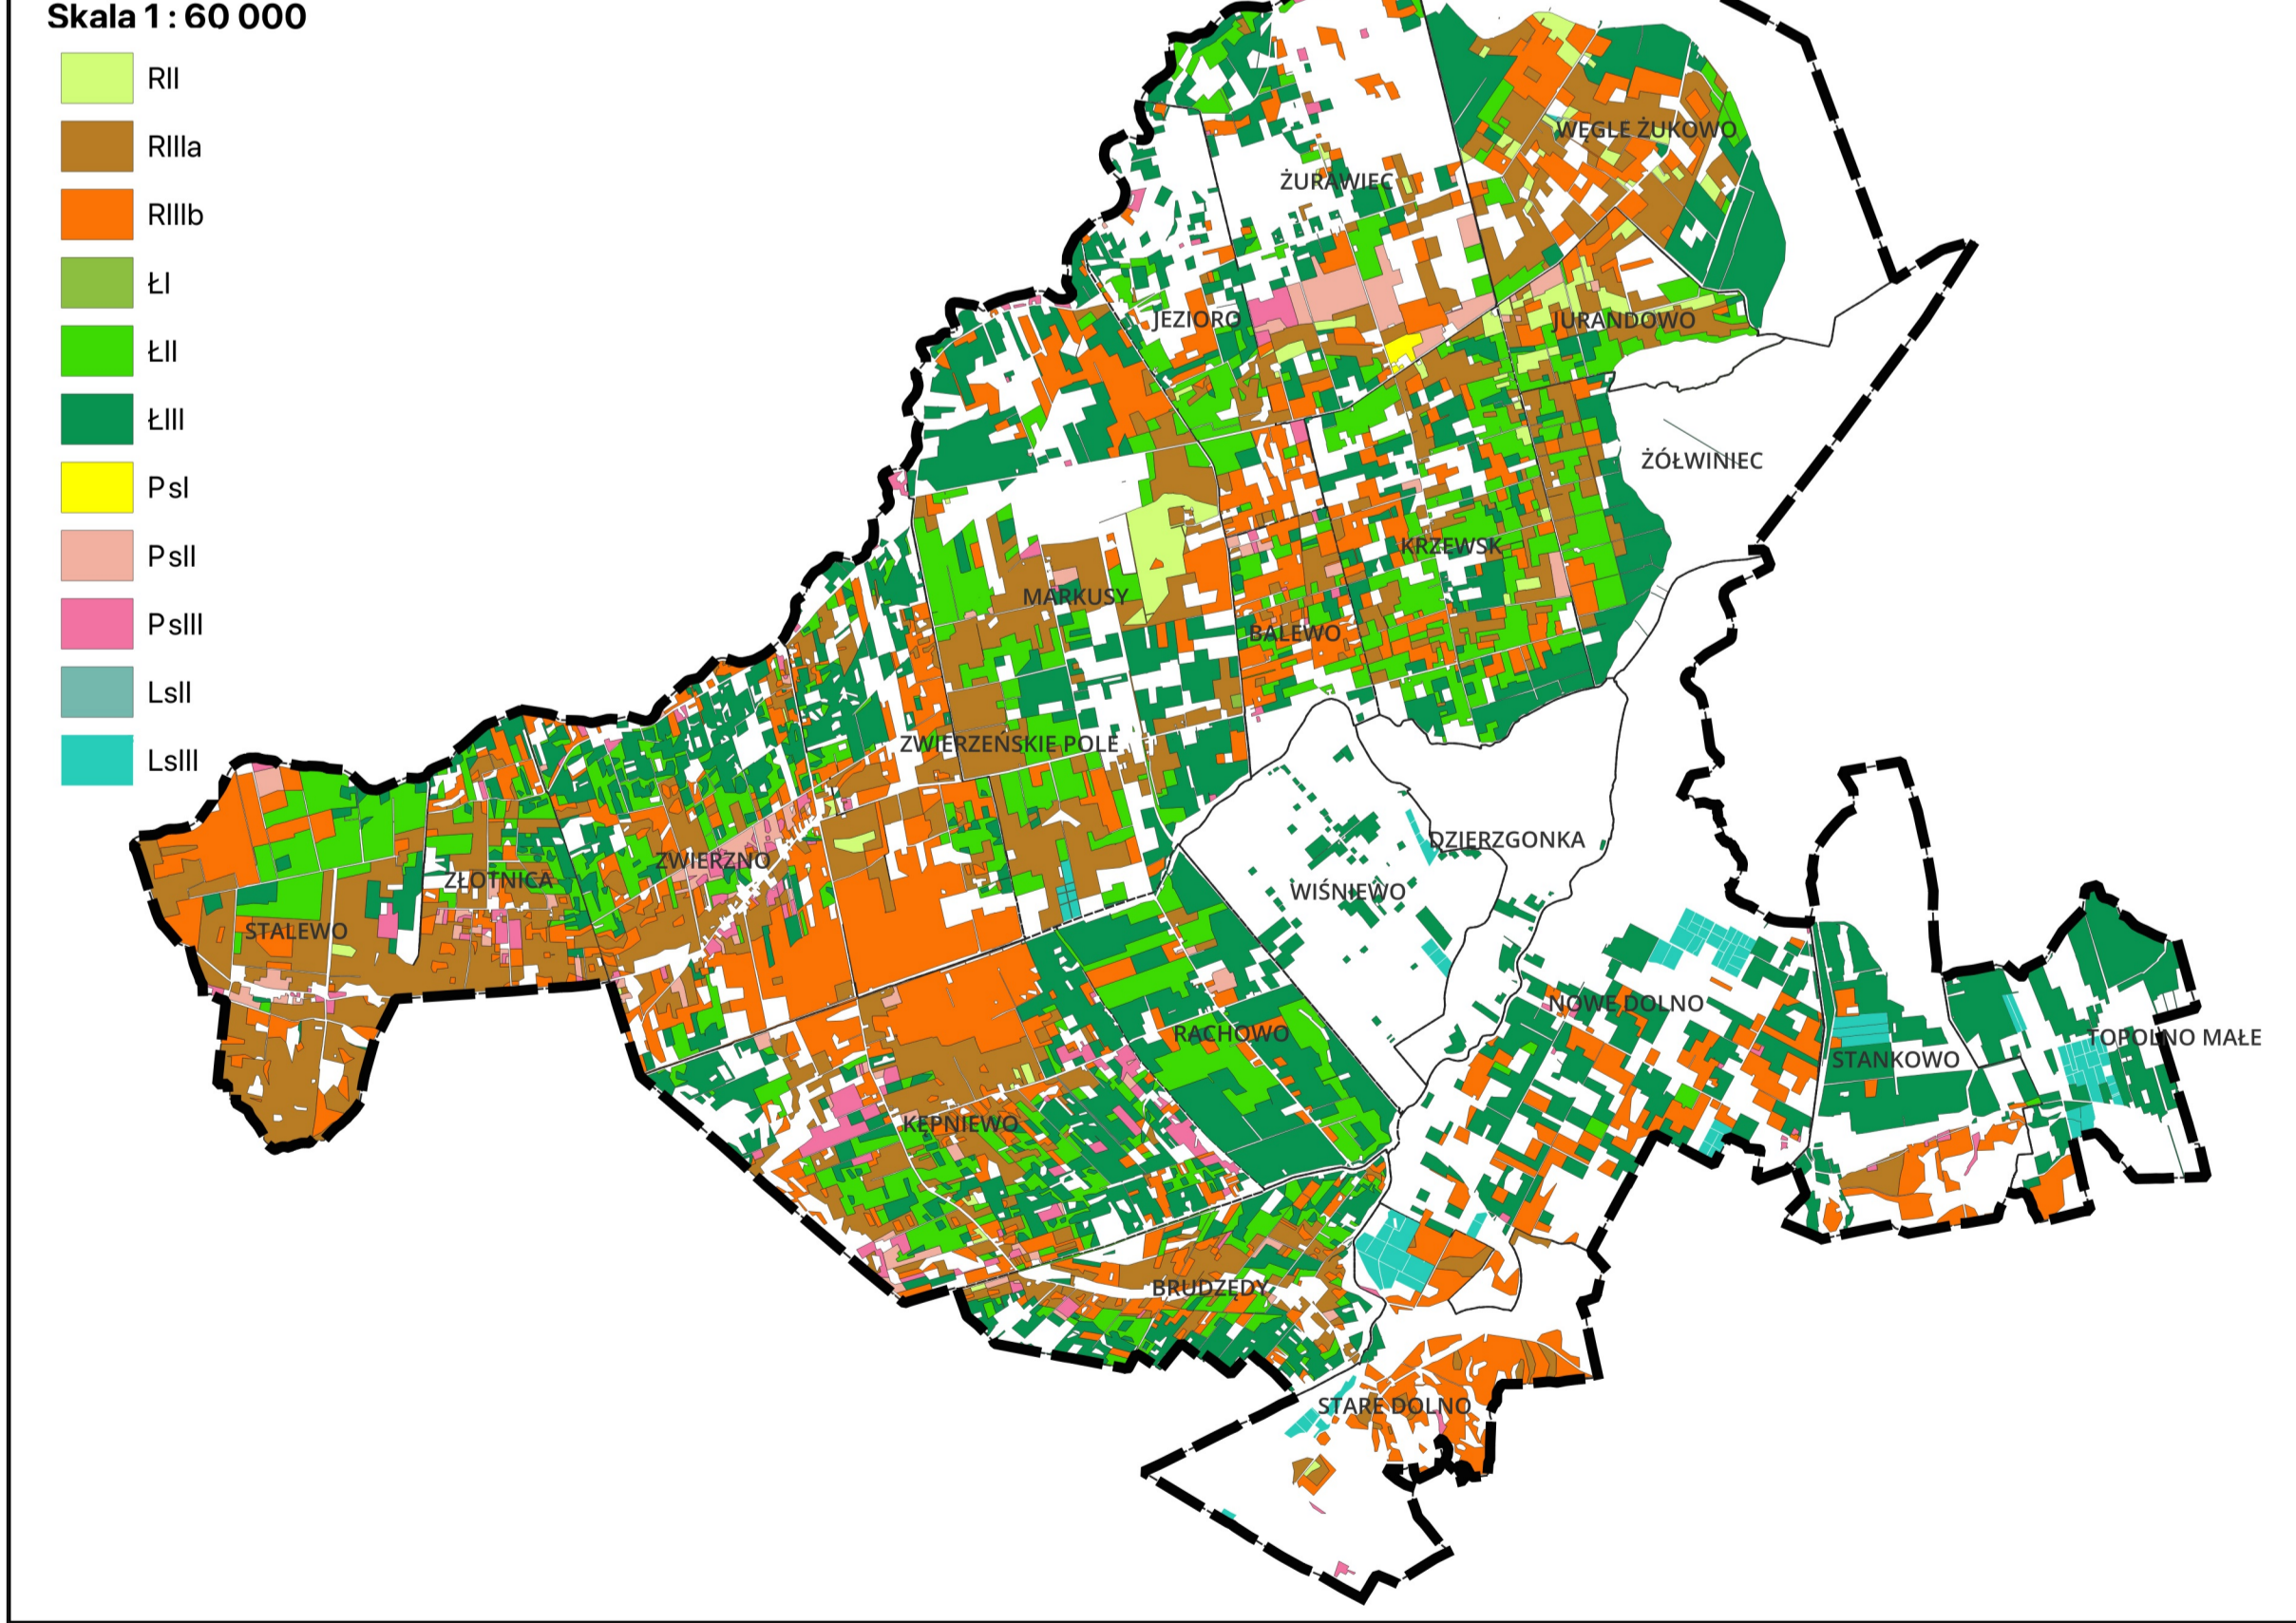 Skala 1 : 60 000
RII
RIIIa
RIIIb
ŁI
ŁII
ŁIII
PsI
PsII
PsIII
LsII
LsIII
WĘGLE ŻUKOWO
ŻURAWIEC
JEZIORO
JURANDOWO
ŻÓŁWINIEC
KRZEWSK
MARKUSY
BALEWO
ZWIERZEŃSKIE POLE
DZIERZGONKA
ZWIERZNO
ZŁOTNICA
WIŚNIEWO
STALEWO
NOWE DOLNO
RACHOWO
TOPOLNO MAŁE
STANKOWO
KĘPNIEWO
BRUDZĘDY
STARE DOLNO